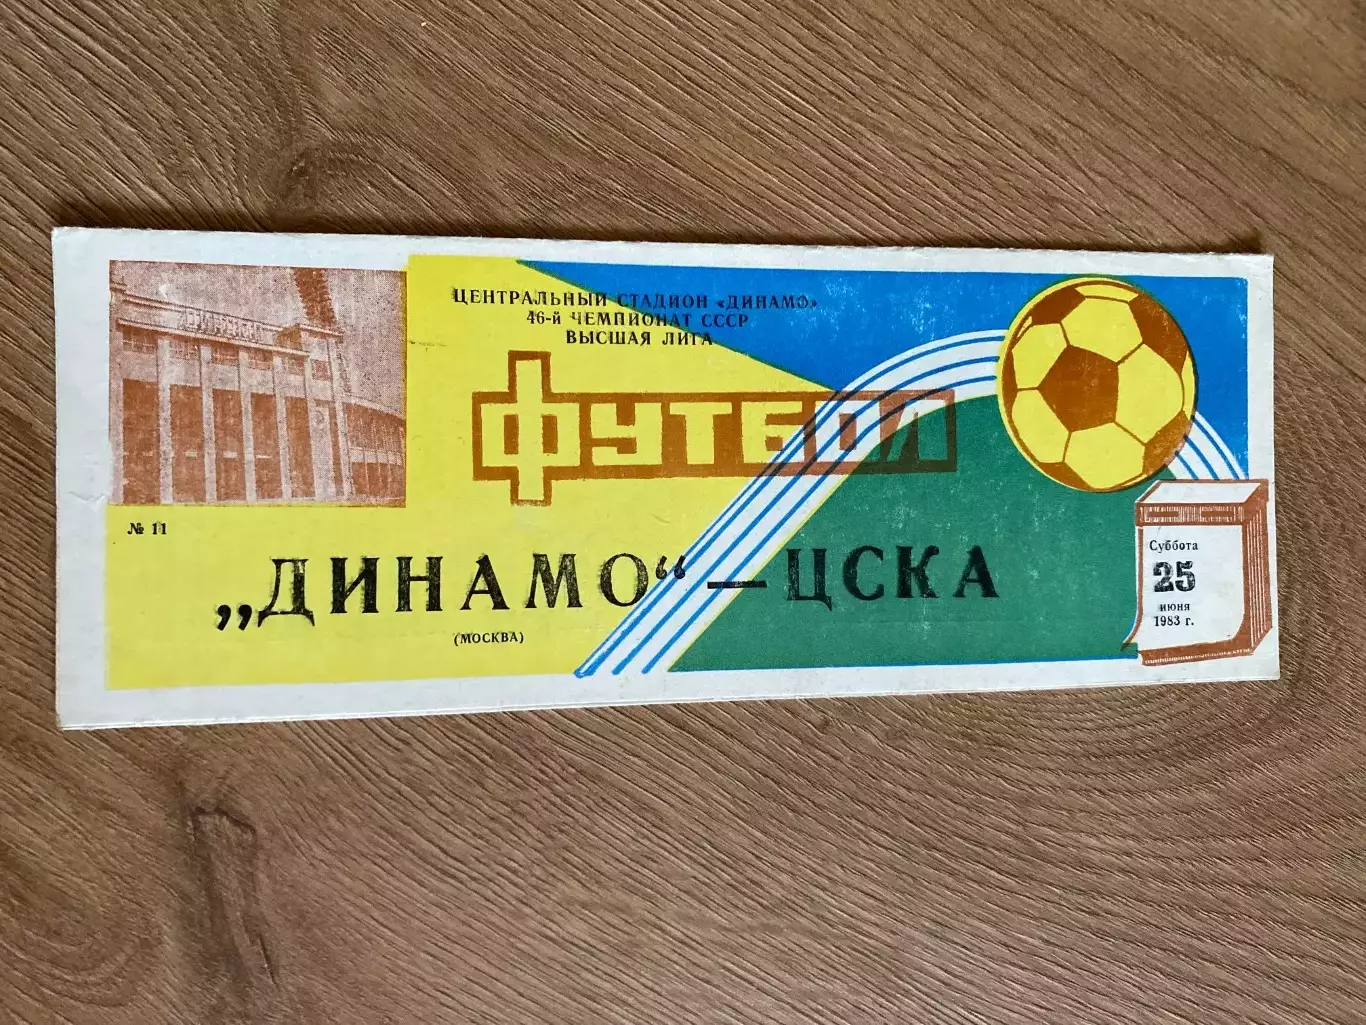 ЦЕНТРАЛЬНЫЙ СТАДИОН «ДИНАМО»
46-й ЧЕМПИОНАТ СССР
ВЫСШАЯ ЛИГА
ФУТБОЛ
№ 11
„ДИНАМО“ — ЦСКА
(МОСКВА)
Суббота
25
июня
1983 г.